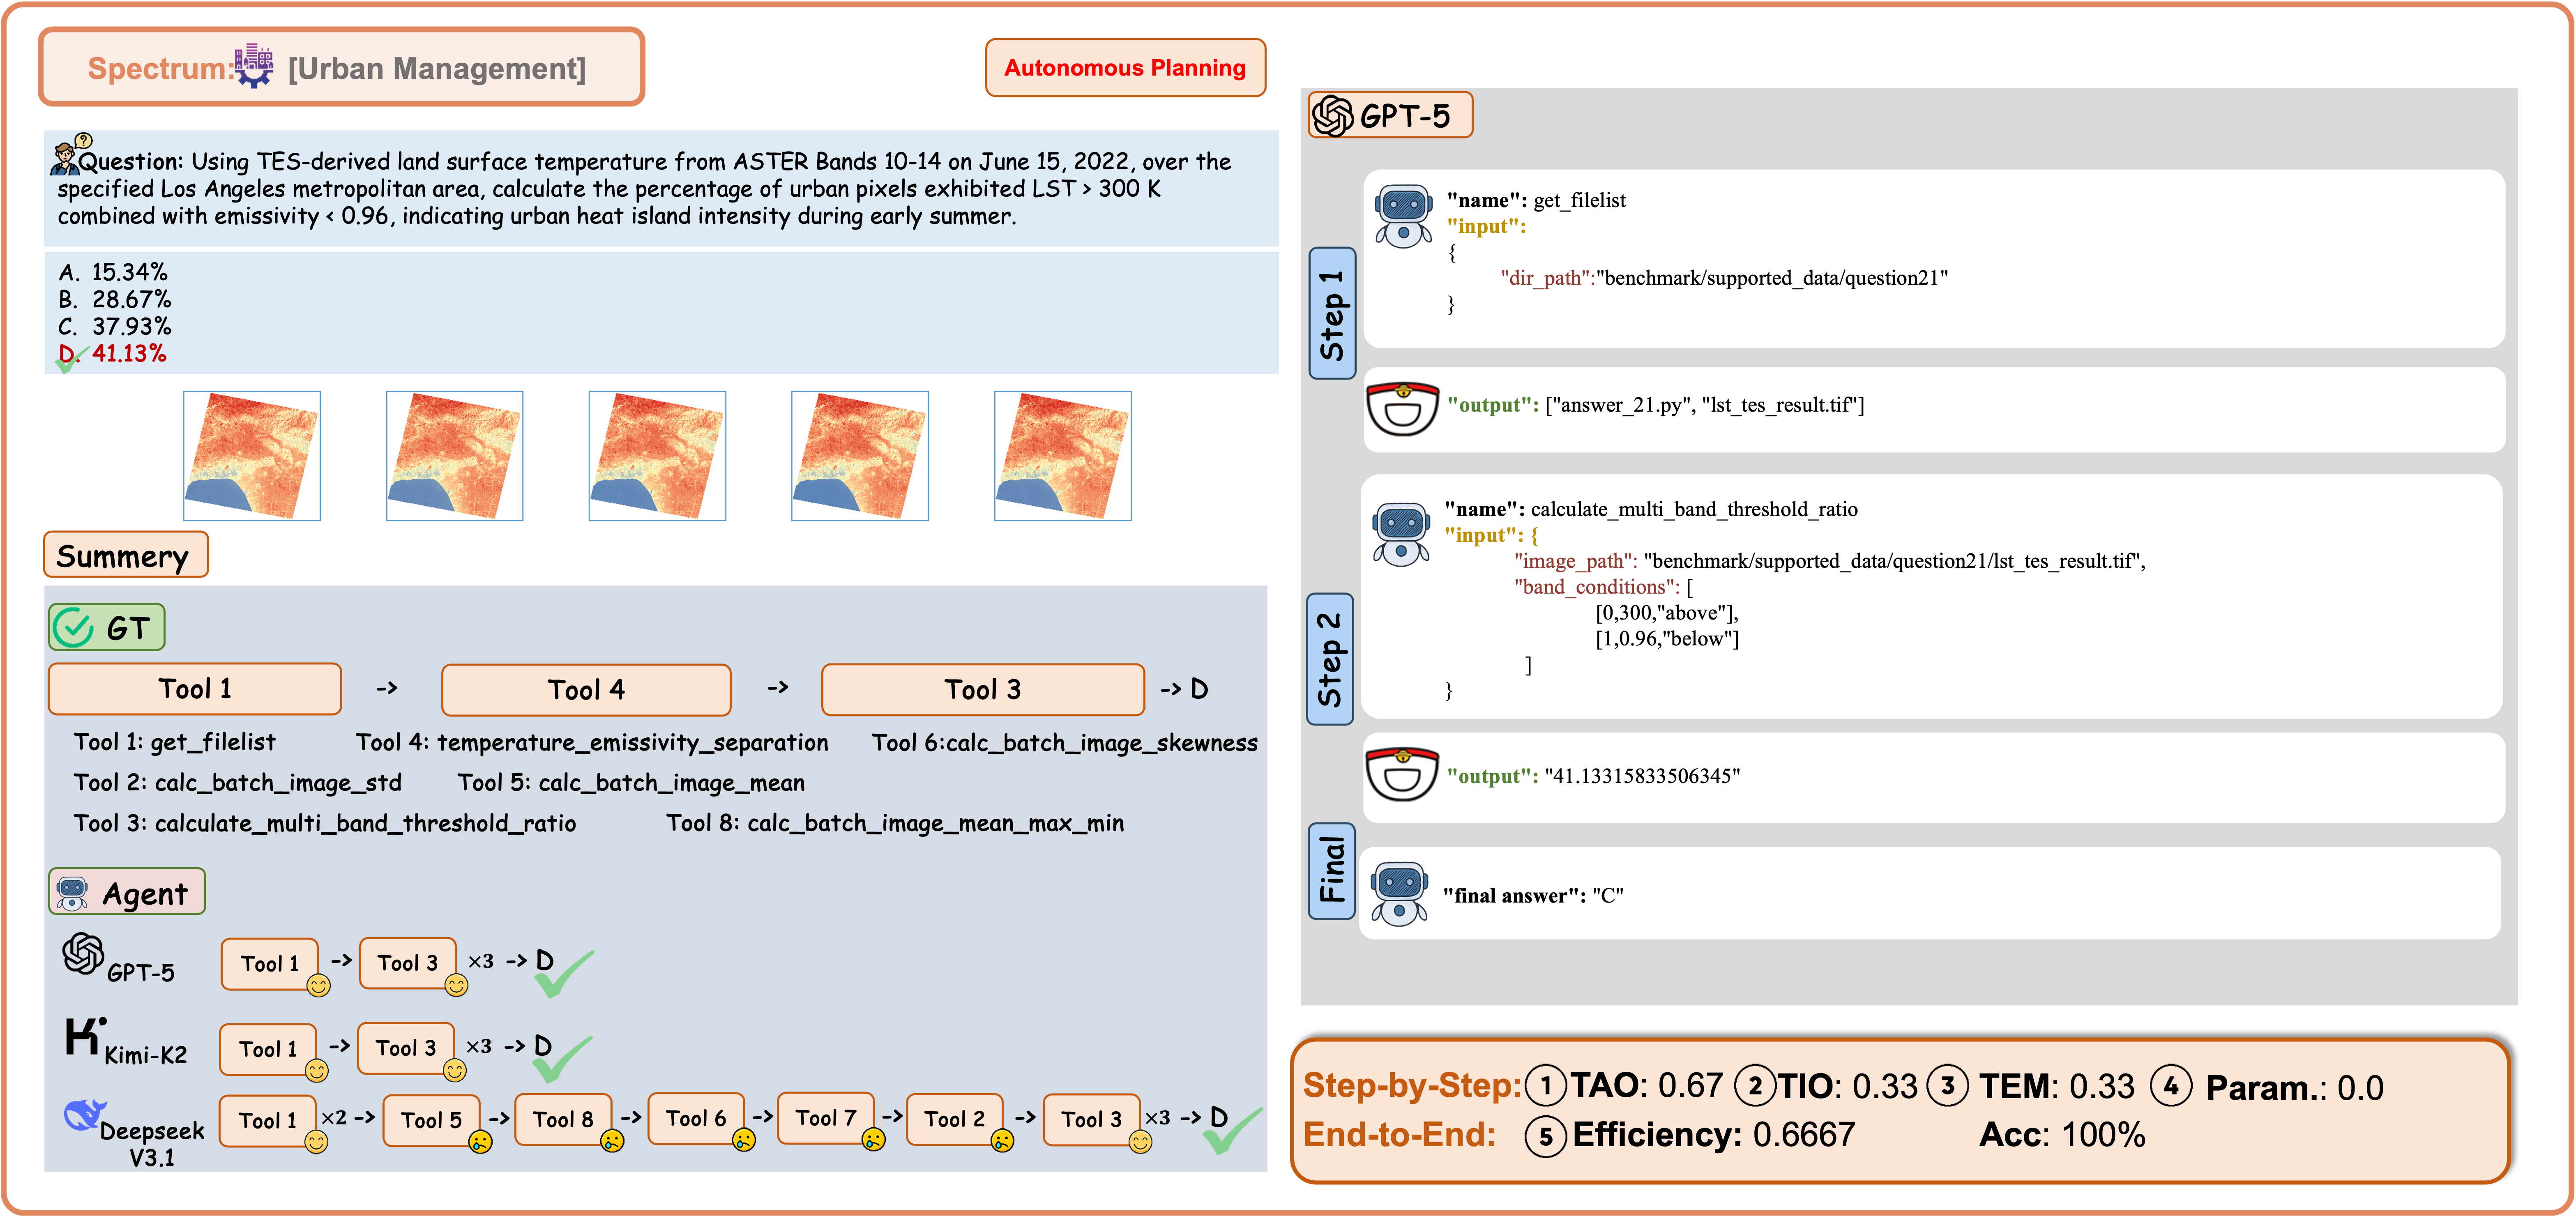 Spectrum: [Urban Management]
Autonomous Planning
Question: Using TES-derived land surface temperature from ASTER Bands 10-14 on June 15, 2022, over the
specified Los Angeles metropolitan area, calculate the percentage of urban pixels exhibited LST > 300 K
combined with emissivity < 0.96, indicating urban heat island intensity during early summer.
A. 15.34%
B. 28.67%
C. 37.93%
D. 41.13%
Summery
GT
Tool 1 -> Tool 4 -> Tool 3 -> D
Tool 1: get_filelist Tool 4: temperature_emissivity_separation Tool 6:calc_batch_image_skewness
Tool 2: calc_batch_image_std Tool 5: calc_batch_image_mean
Tool 3: calculate_multi_band_threshold_ratio Tool 8: calc_batch_image_mean_max_min
Agent
GPT-5 Tool 1 -> Tool 3 ×3 -> D
Kimi-K2 Tool 1 -> Tool 3 ×3 -> D
Deepseek V3.1 Tool 1 ×2 -> Tool 5 -> Tool 8 -> Tool 6 -> Tool 7 -> Tool 2 -> Tool 3 ×3 -> D
GPT-5
Step 1
"name": get_filelist
"input":
{
"dir_path":"benchmark/supported_data/question21"
}
"output": ["answer_21.py", "lst_tes_result.tif"]
Step 2
"name": calculate_multi_band_threshold_ratio
"input": {
"image_path": "benchmark/supported_data/question21/lst_tes_result.tif",
"band_conditions": [
[0,300,"above"],
[1,0.96,"below"]
]
}
"output": "41.13315833506345"
Final
"final answer": "C"
Step-by-Step: 1 TAO: 0.67 2 TIO: 0.33 3 TEM: 0.33 4 Param.: 0.0
End-to-End: 5 Efficiency: 0.6667 Acc: 100%